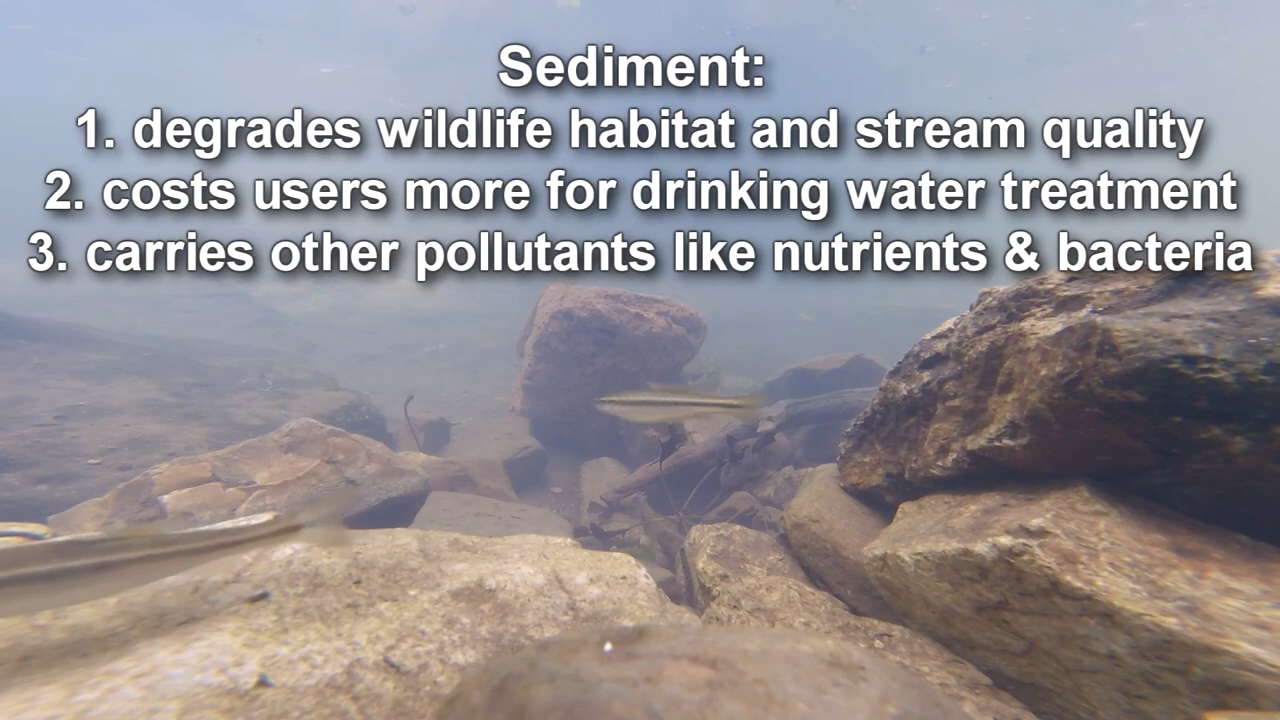 Sediment:
1. degrades wildlife habitat and stream quality
2. costs users more for drinking water treatment
3. carries other pollutants like nutrients & bacteria